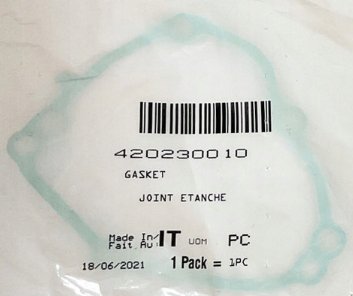 420230010
GASKET
JOINT ETANCHE
Made In/ IT UOM PC
Fait Au:
18/06/2021 1 Pack = 1PC